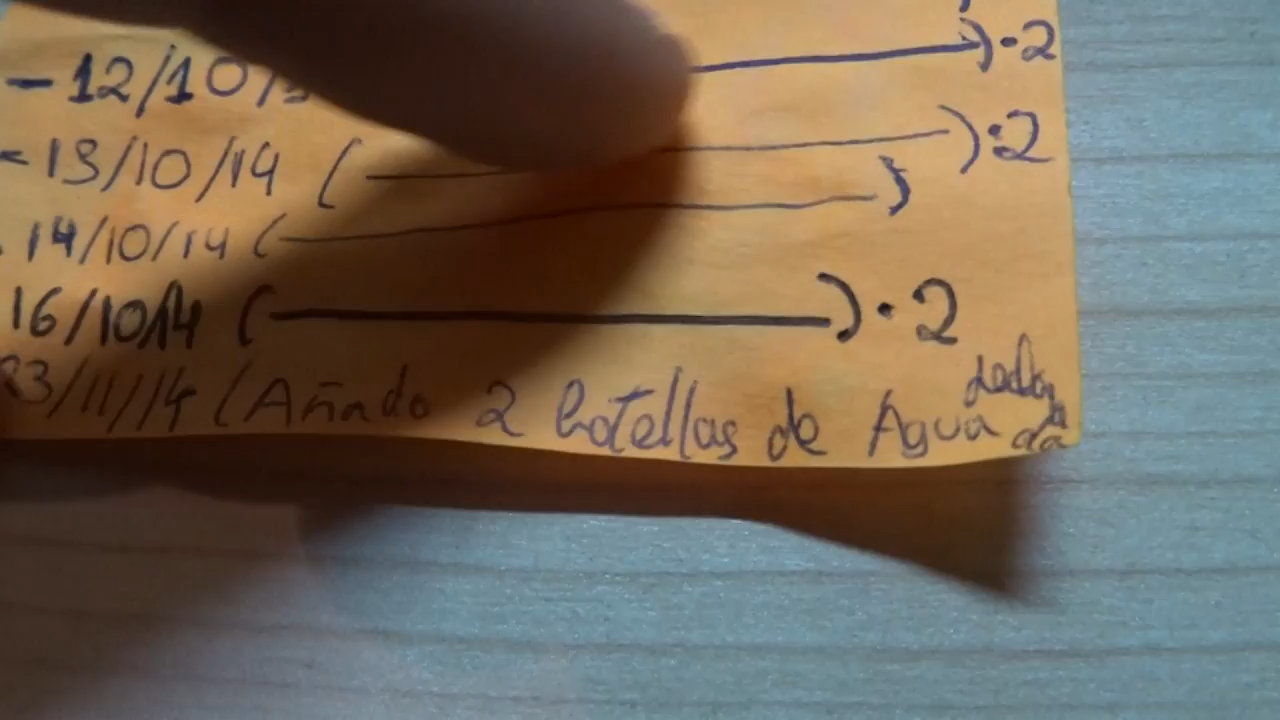 - 12/10/ ) · 2
- 13/10/14 ( ) · 2
14/10/14 ( )
16/10/14 ( ) · 2
23/11/14 ( Añado 2 botellas de Agua